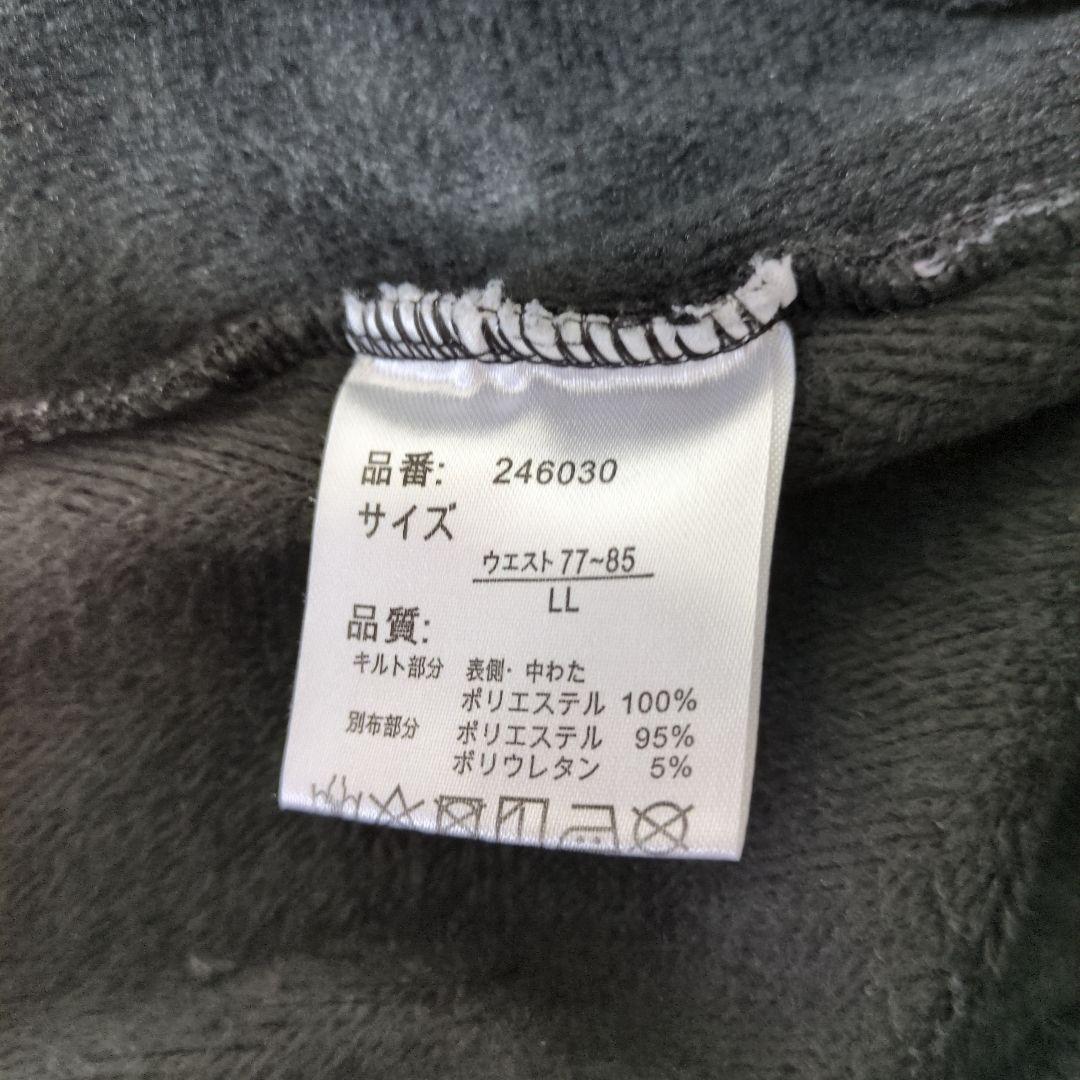 品番: 246030
サイズ
ウエスト 77~85
LL
品質:
キルト部分 表側・中わた
ポリエステル 100%
別布部分 ポリエステル 95%
ポリウレタン 5%